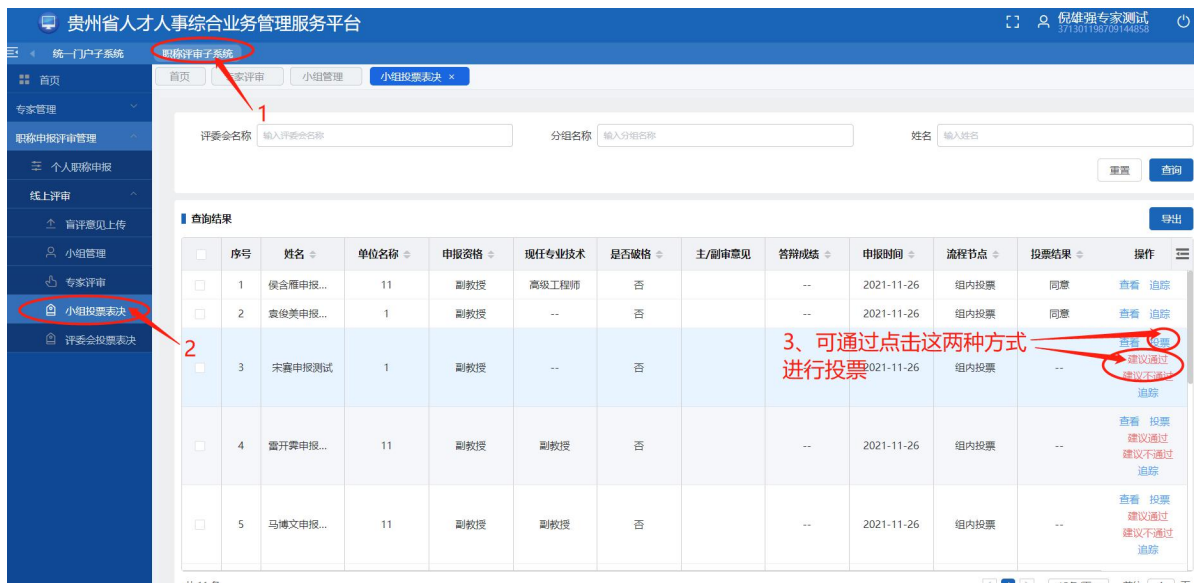 贵州省人才人事综合业务管理服务平台
倪雄强专家测试
371301198709144858
统一门户子系统 职称评审子系统
首页 首页 专家评审 小组管理 小组投票表决 ×
专家管理
1
职称申报评审管理
评委会名称 输入评委会名称 分组名称 输入分组名称 姓名 输入姓名
个人职称申报
重置 查询
线上评审
盲评意见上传
查询结果 导出
小组管理
序号 姓名 单位名称 申报资格 现任专业技术 是否破格 主/副审意见 答辩成绩 申报时间 流程节点 投票结果 操作
专家评审
1 侯含雁申报... 11 副教授 高级工程师 否 2021-11-26 组内投票 同意 查看 追踪
小组投票表决
2 袁俊美申报... 1 副教授 -- 否 2021-11-26 组内投票 同意 查看 追踪
评委会投票表决
2
3、可通过点击这两种方式
进行投票
3 宋骞申报测试 1 副教授 -- 否 2021-11-26 组内投票 -- 查看 投票
建议通过
建议不通过
追踪
4 雷开霁申报... 11 副教授 副教授 否 -- 2021-11-26 组内投票 -- 查看 投票
建议通过
建议不通过
追踪
5 马博文申报... 11 副教授 副教授 否 -- 2021-11-26 组内投票 -- 查看 投票
建议通过
建议不通过
追踪